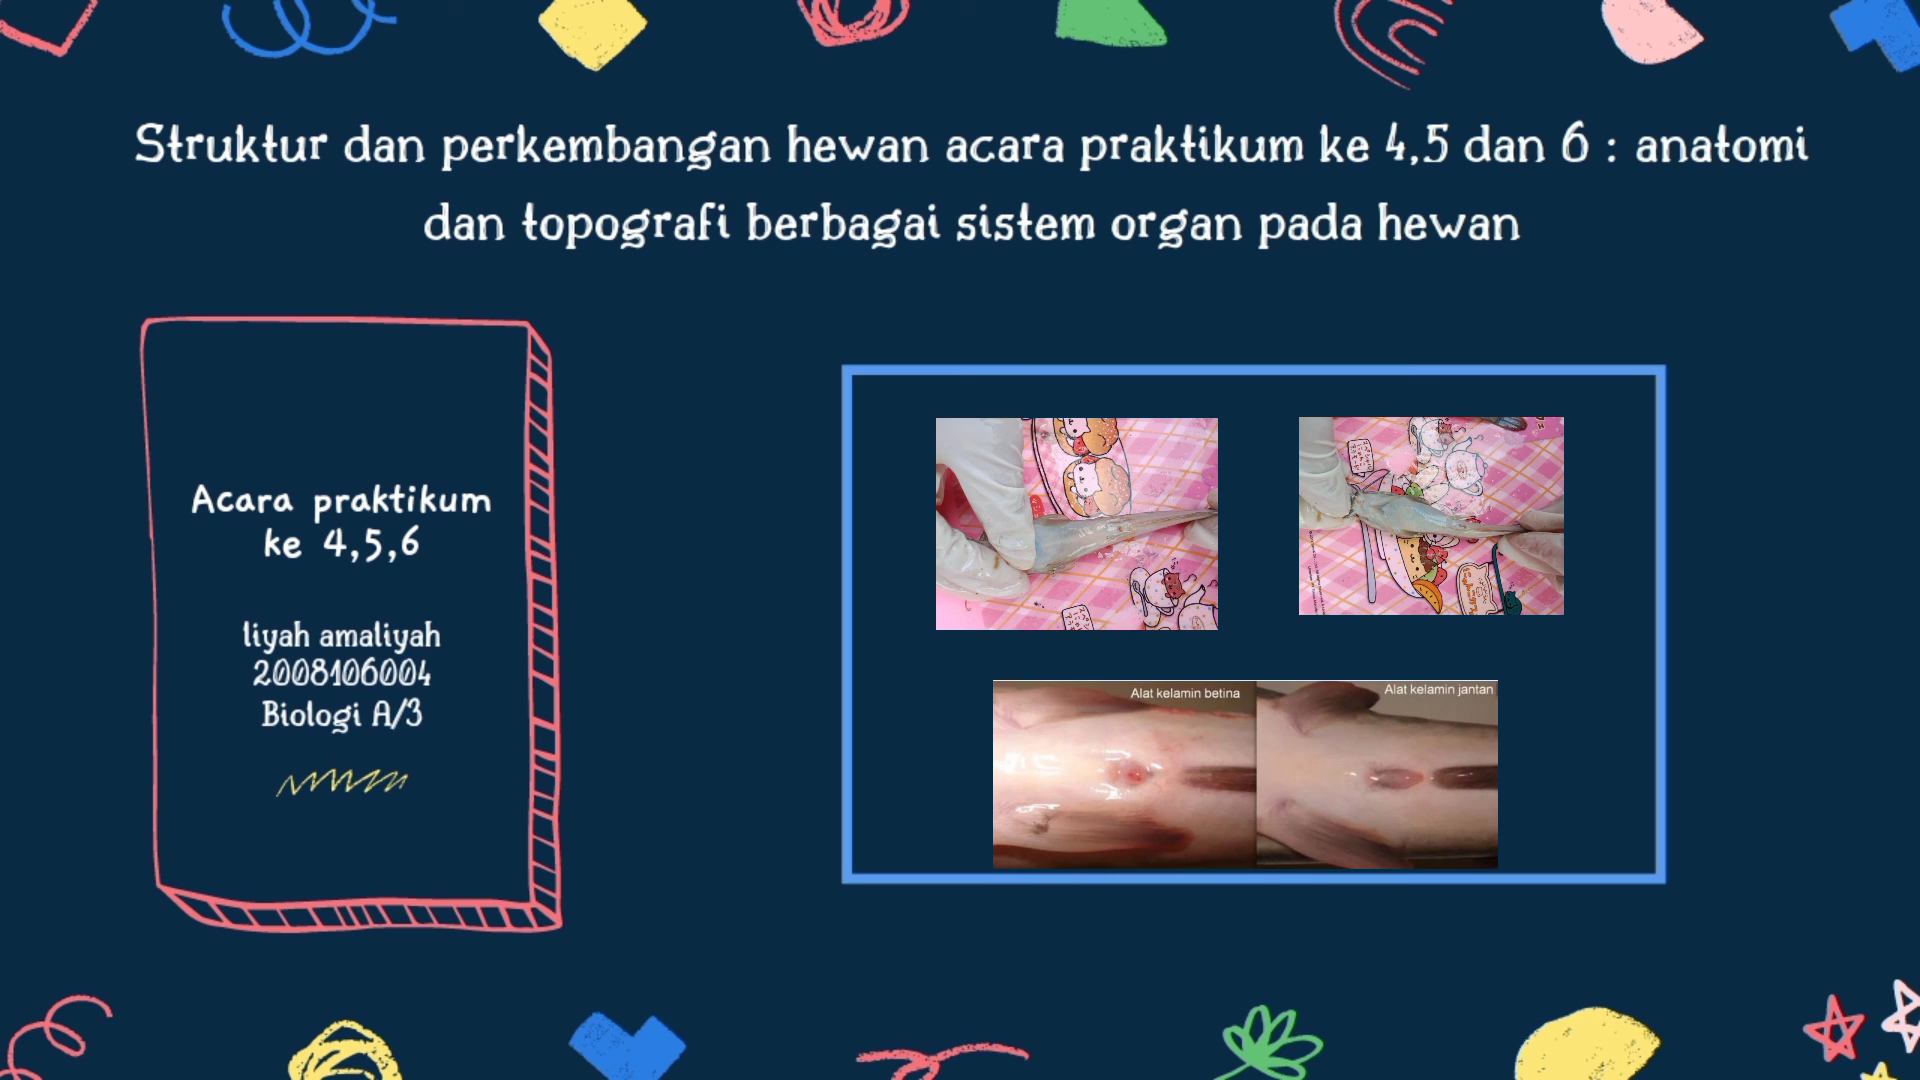 Struktur dan perkembangan hewan acara praktikum ke 4,5 dan 6 : anatomi
dan topografi berbagai sistem organ pada hewan
Acara praktikum
ke 4,5,6
liyah amaliyah
2008106004
Biologi A/3
Alat kelamin betina
Alat kelamin jantan